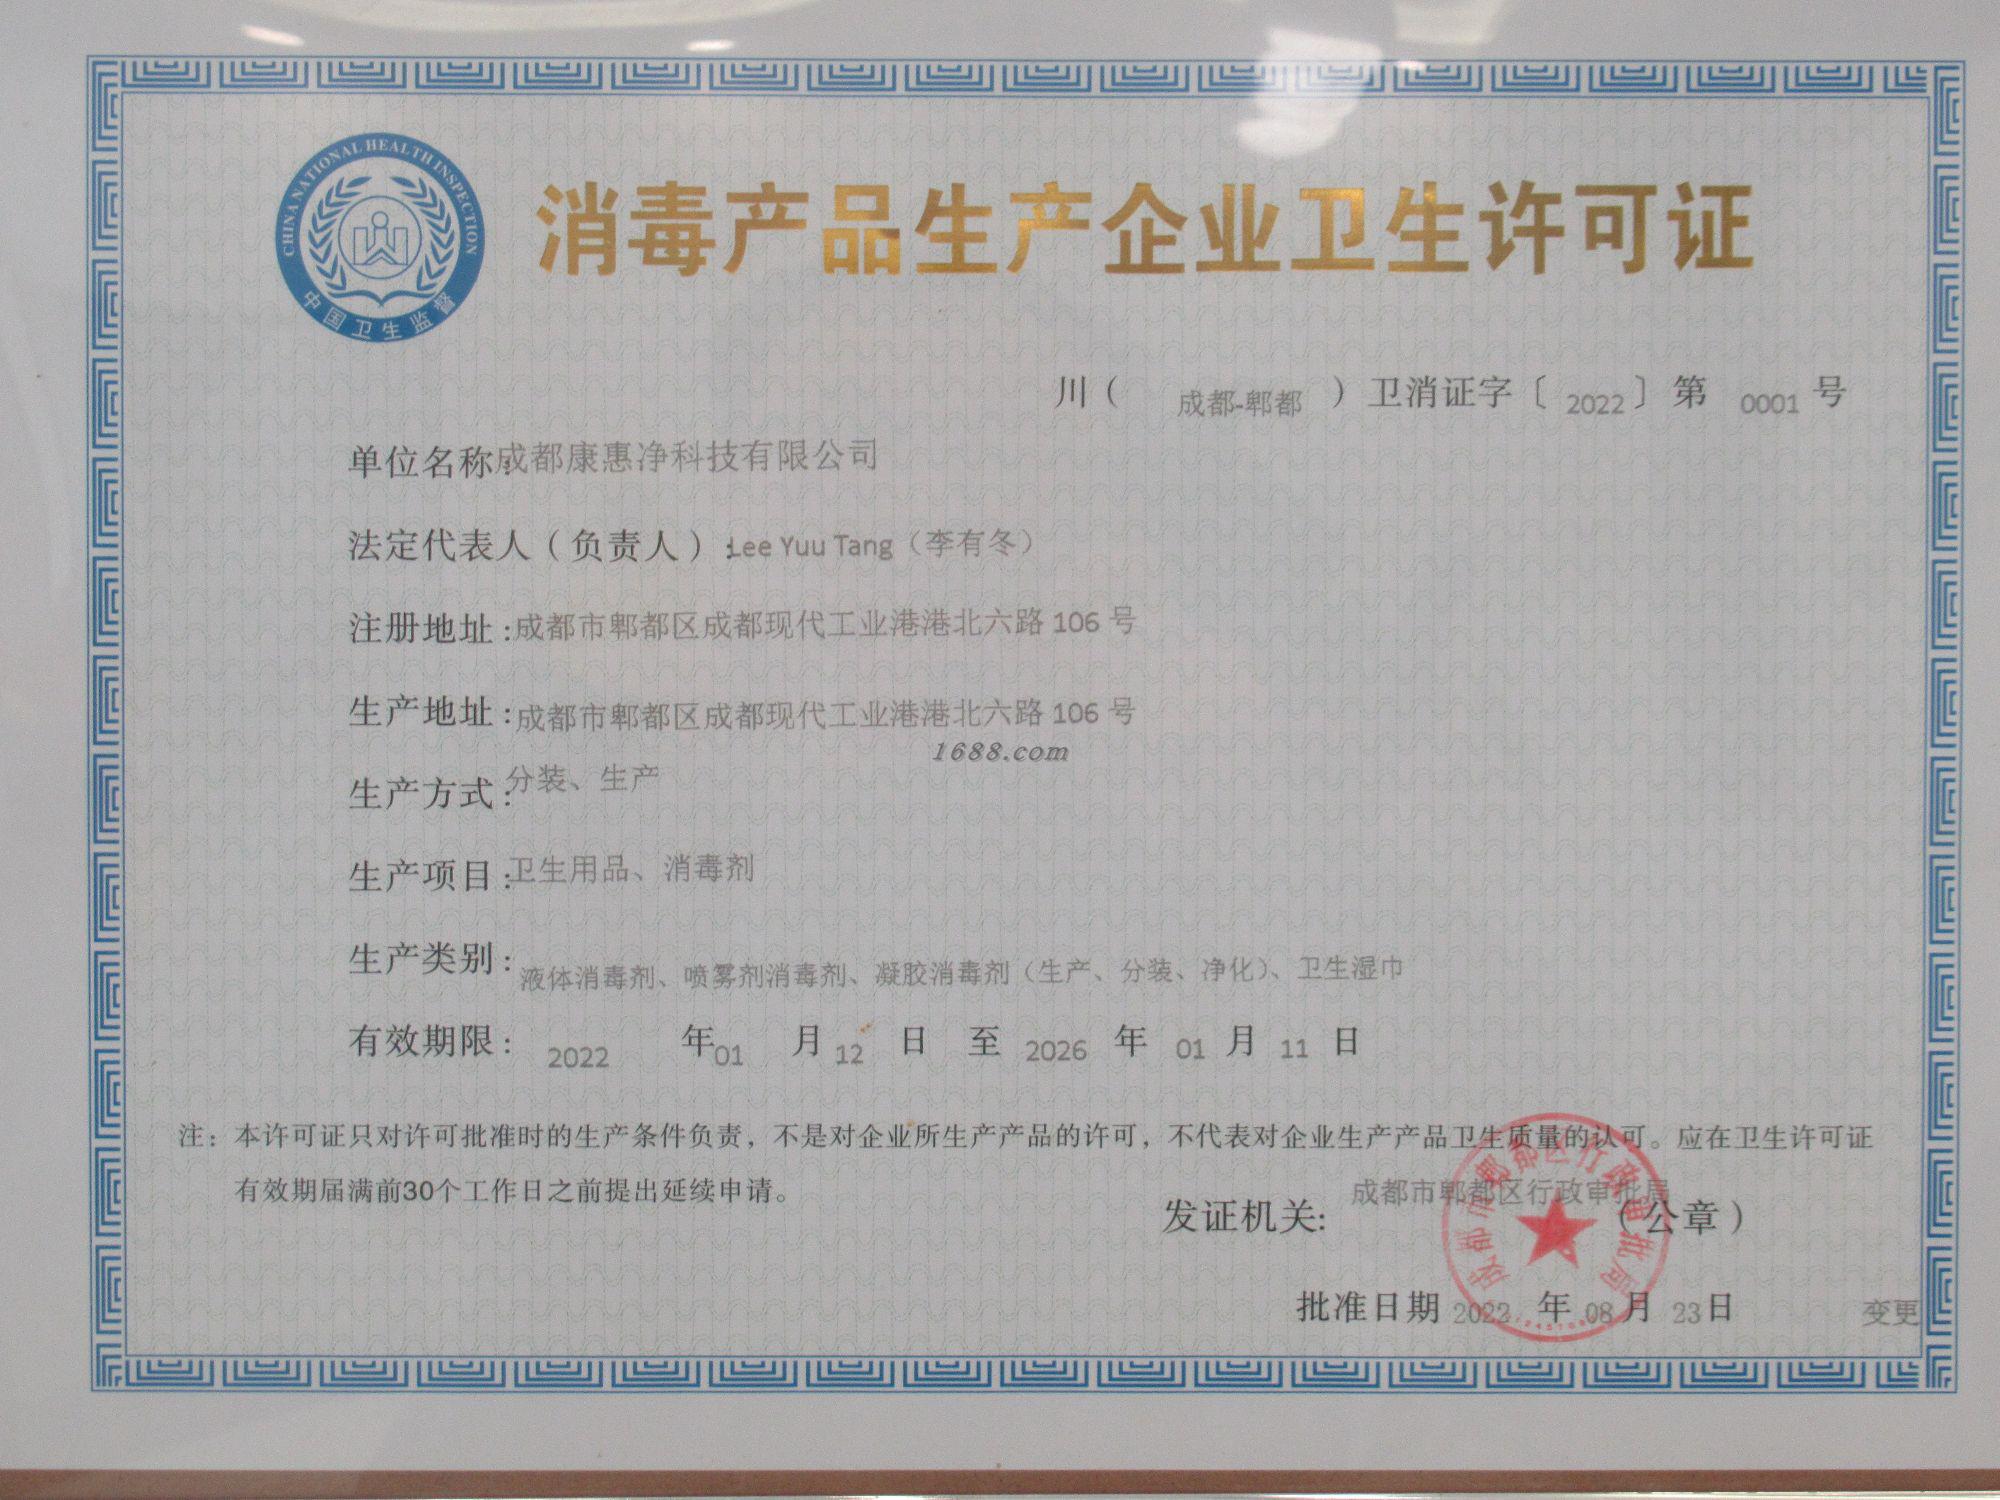 CHINA NATIONAL HEALTH INSPECTION
中国卫生监督
消毒产品生产企业卫生许可证
川（ 成都-郫都 ）卫消证字〔 2022 〕第 0001 号
单位名称:成都康惠净科技有限公司
法定代表人（负责人）:Lee Yuu Tang（李有冬）
注册地址:成都市郫都区成都现代工业港港北六路 106 号
生产地址:成都市郫都区成都现代工业港港北六路 106 号
1688.com
生产方式:分装、生产
生产项目:卫生用品、消毒剂
生产类别:液体消毒剂、喷雾剂消毒剂、凝胶消毒剂（生产、分装、净化）、卫生湿巾
有效期限: 2022 年 01 月 12 日 至 2026 年 01 月 11 日
注：本许可证只对许可批准时的生产条件负责，不是对企业所生产产品的许可，不代表对企业生产产品卫生质量的认可。应在卫生许可证
有效期届满前30个工作日之前提出延续申请。
发证机关: 成都市郫都区行政审批局 （公章）
成都市郫都区行政审批局
批准日期 2022 年 08 月 23 日 变更